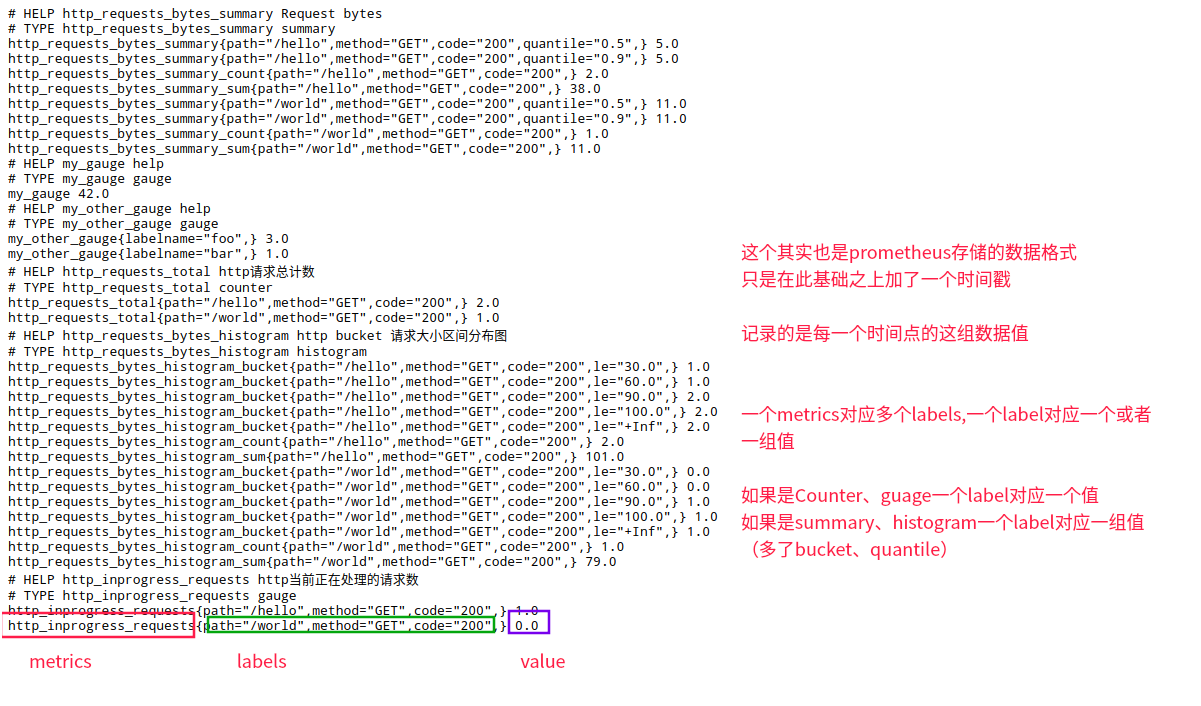 # HELP http_requests_bytes_summary Request bytes
# TYPE http_requests_bytes_summary summary
http_requests_bytes_summary{path="/hello",method="GET",code="200",quantile="0.5",} 5.0
http_requests_bytes_summary{path="/hello",method="GET",code="200",quantile="0.9",} 5.0
http_requests_bytes_summary_count{path="/hello",method="GET",code="200",} 2.0
http_requests_bytes_summary_sum{path="/hello",method="GET",code="200",} 38.0
http_requests_bytes_summary{path="/world",method="GET",code="200",quantile="0.5",} 11.0
http_requests_bytes_summary{path="/world",method="GET",code="200",quantile="0.9",} 11.0
http_requests_bytes_summary_count{path="/world",method="GET",code="200",} 1.0
http_requests_bytes_summary_sum{path="/world",method="GET",code="200",} 11.0
# HELP my_gauge help
# TYPE my_gauge gauge
my_gauge 42.0
# HELP my_other_gauge help
# TYPE my_other_gauge gauge
my_other_gauge{labelname="foo",} 3.0
my_other_gauge{labelname="bar",} 1.0
# HELP http_requests_total http请求总计数
# TYPE http_requests_total counter
http_requests_total{path="/hello",method="GET",code="200",} 2.0
http_requests_total{path="/world",method="GET",code="200",} 1.0
# HELP http_requests_bytes_histogram http bucket 请求大小区间分布图
# TYPE http_requests_bytes_histogram histogram
http_requests_bytes_histogram_bucket{path="/hello",method="GET",code="200",le="30.0",} 1.0
http_requests_bytes_histogram_bucket{path="/hello",method="GET",code="200",le="60.0",} 1.0
http_requests_bytes_histogram_bucket{path="/hello",method="GET",code="200",le="90.0",} 2.0
http_requests_bytes_histogram_bucket{path="/hello",method="GET",code="200",le="100.0",} 2.0
http_requests_bytes_histogram_bucket{path="/hello",method="GET",code="200",le="+Inf",} 2.0
http_requests_bytes_histogram_count{path="/hello",method="GET",code="200",} 2.0
http_requests_bytes_histogram_sum{path="/hello",method="GET",code="200",} 101.0
http_requests_bytes_histogram_bucket{path="/world",method="GET",code="200",le="30.0",} 0.0
http_requests_bytes_histogram_bucket{path="/world",method="GET",code="200",le="60.0",} 0.0
http_requests_bytes_histogram_bucket{path="/world",method="GET",code="200",le="90.0",} 1.0
http_requests_bytes_histogram_bucket{path="/world",method="GET",code="200",le="100.0",} 1.0
http_requests_bytes_histogram_bucket{path="/world",method="GET",code="200",le="+Inf",} 1.0
http_requests_bytes_histogram_count{path="/world",method="GET",code="200",} 1.0
http_requests_bytes_histogram_sum{path="/world",method="GET",code="200",} 79.0
# HELP http_inprogress_requests http当前正在处理的请求数
# TYPE http_inprogress_requests gauge
http_inprogress_requests{path="/hello",method="GET",code="200",} 1.0
http_inprogress_requests{path="/world",method="GET",code="200",} 0.0
metrics
labels
value
这个其实也是prometheus存储的数据格式
只是在此基础之上加了一个时间戳
记录的是每一个时间点的这组数据值
一个metrics对应多个labels,一个label对应一个或者
一组值
如果是Counter、guage一个label对应一个值
如果是summary、histogram一个label对应一组值
（多了bucket、quantile）